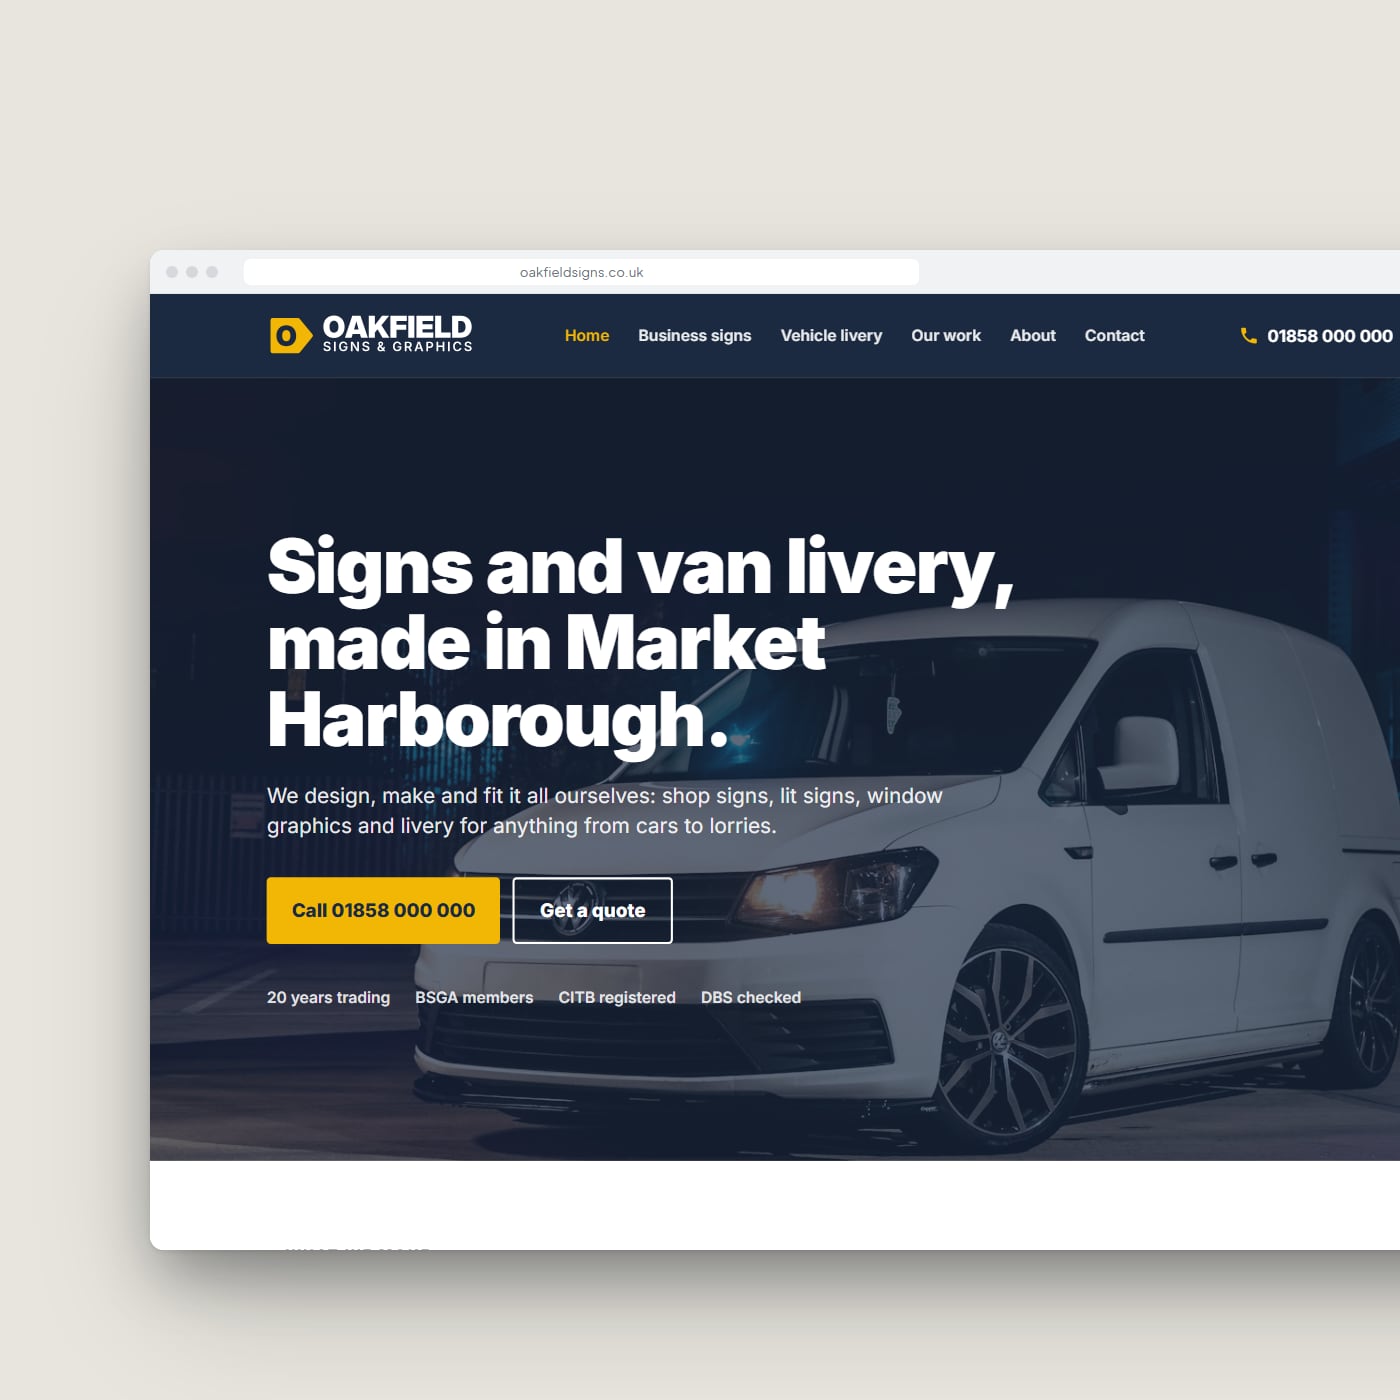 oakfieldsigns.co.uk
O OAKFIELD
SIGNS & GRAPHICS
Home Business signs Vehicle livery Our work About Contact 01858 000 000
Signs and van livery,
made in Market
Harborough.
We design, make and fit it all ourselves: shop signs, lit signs, window
graphics and livery for anything from cars to lorries.
Call 01858 000 000 Get a quote
20 years trading BSGA members CITB registered DBS checked